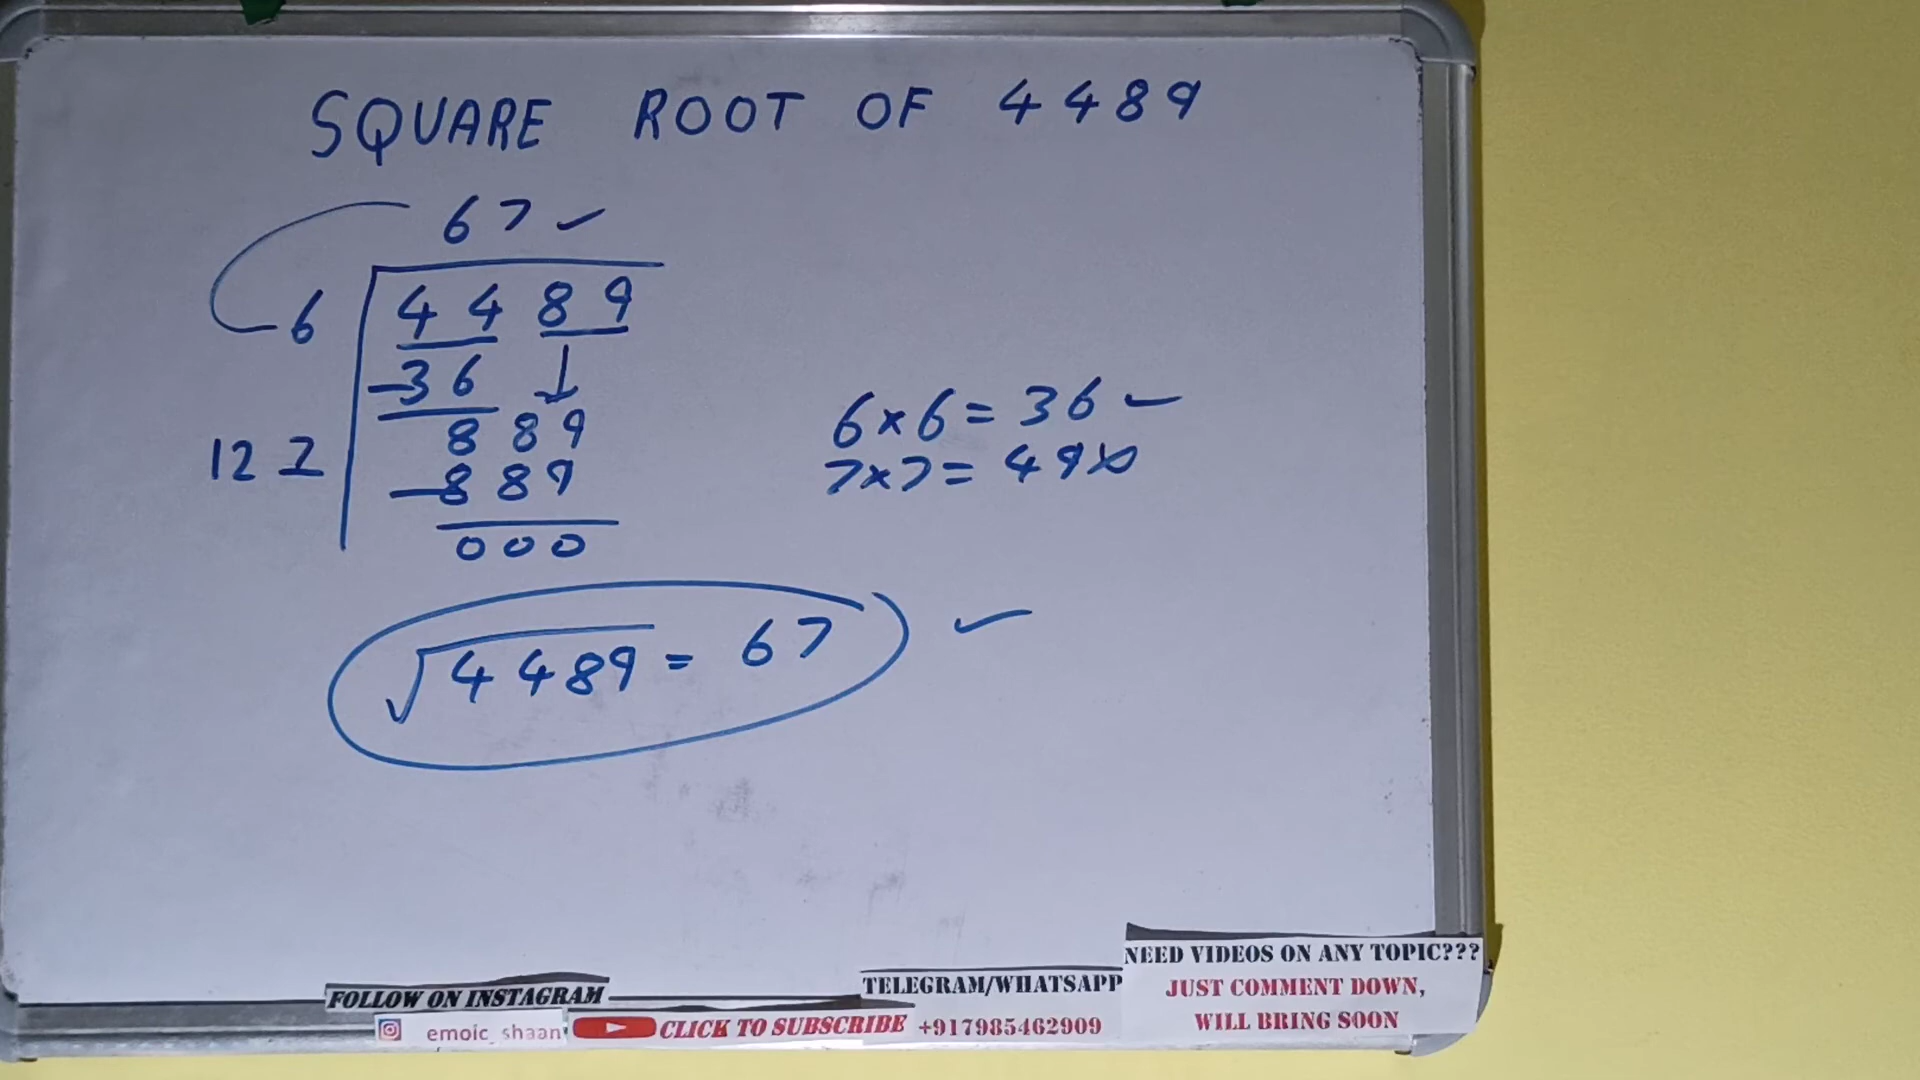 SQUARE ROOT OF 4489
67 ✓
6 4489
-36 ↓
889
127 -889
000
6×6=36 ✓
7×7=49×
√4489 = 67 ✓
NEED VIDEOS ON ANY TOPIC???
JUST COMMENT DOWN,
WILL BRING SOON
FOLLOW ON INSTAGRAM
emoic_shaan
CLICK TO SUBSCRIBE
TELEGRAM/WHATSAPP
+917985462909